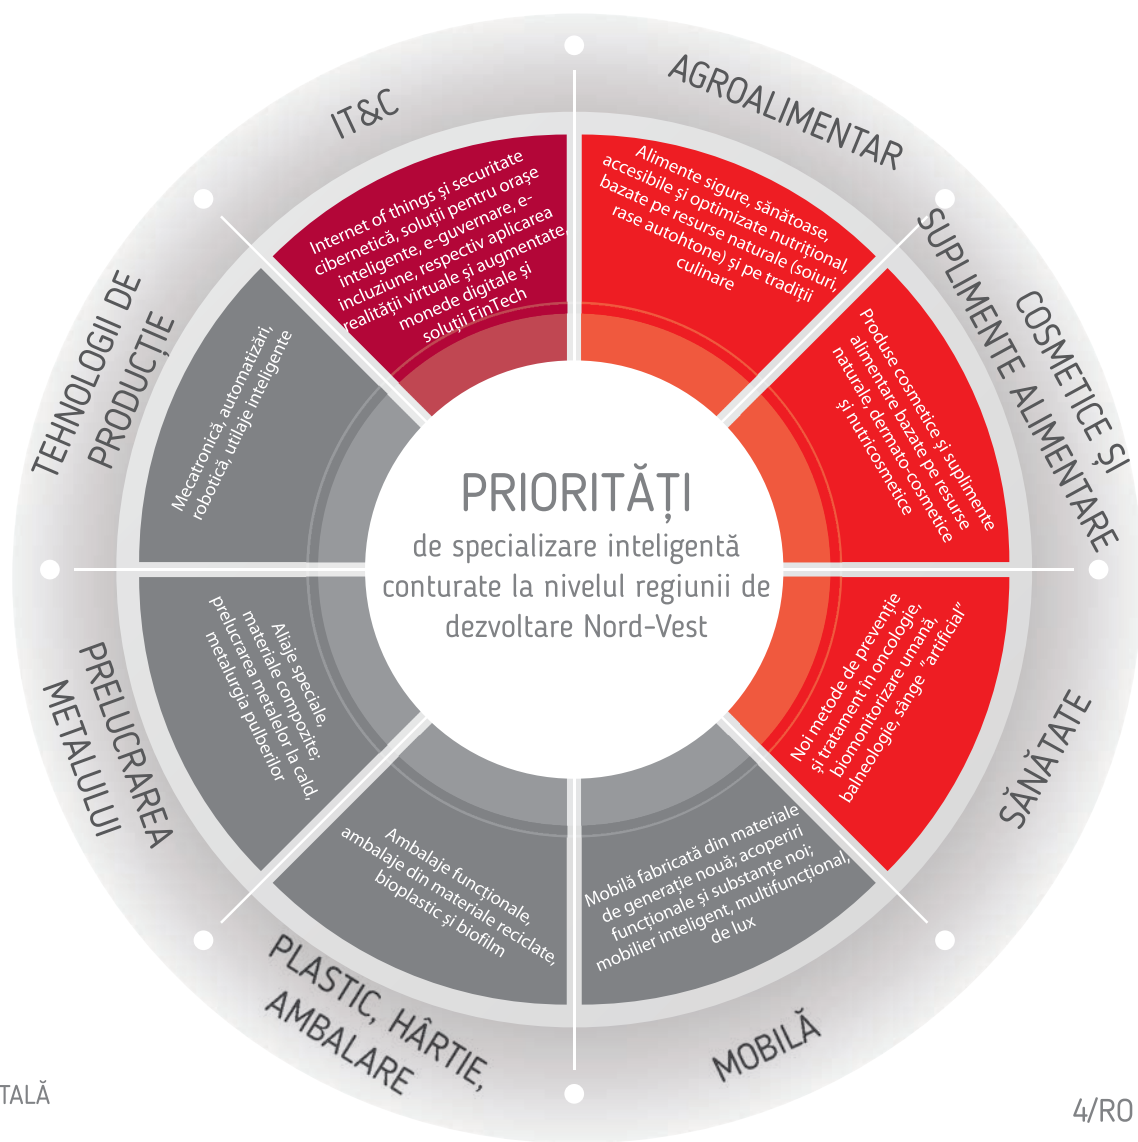 PRIORITĂȚI
de specializare inteligentă
conturate la nivelul regiunii de
dezvoltare Nord-Vest
AGROALIMENTAR
Alimente sigure, sănătoase,
accesibile și optimizate nutrițional,
bazate pe resurse naturale (soiuri,
rase autohtone) și pe tradiții
culinare
COSMETICE ȘI
SUPLIMENTE ALIMENTARE
Produse cosmetice și suplimente
alimentare bazate pe resurse
naturale, dermato-cosmetice
și nutricosmetice
SĂNĂTATE
Noi metode de prevenție
și tratament în oncologie,
biomonitorizare umană,
balneologie, sânge "artificial"
MOBILĂ
Mobilă fabricată din materiale
de generație nouă; acoperiri
funcționale și substanțe noi;
mobilier inteligent, multifuncțional,
de lux
PLASTIC, HÂRTIE,
AMBALARE
Ambalaje funcționale,
ambalaje din materiale reciclate,
bioplastic și biofilm
PRELUCRAREA
METALULUI
Aliaje speciale,
materiale compozite;
prelucrarea metalelor la cald,
metalurgia pulberilor
TEHNOLOGII DE
PRODUCȚIE
Mecatronică, automatizări,
robotică, utilaje inteligente
IT&C
Internet of things și securitate
cibernetică, soluții pentru orașe
inteligente, e-guvernare, e-
incluziune, respectiv aplicarea
realității virtuale și augmentate,
monede digitale și
soluții FinTech
TALĂ
4/RO